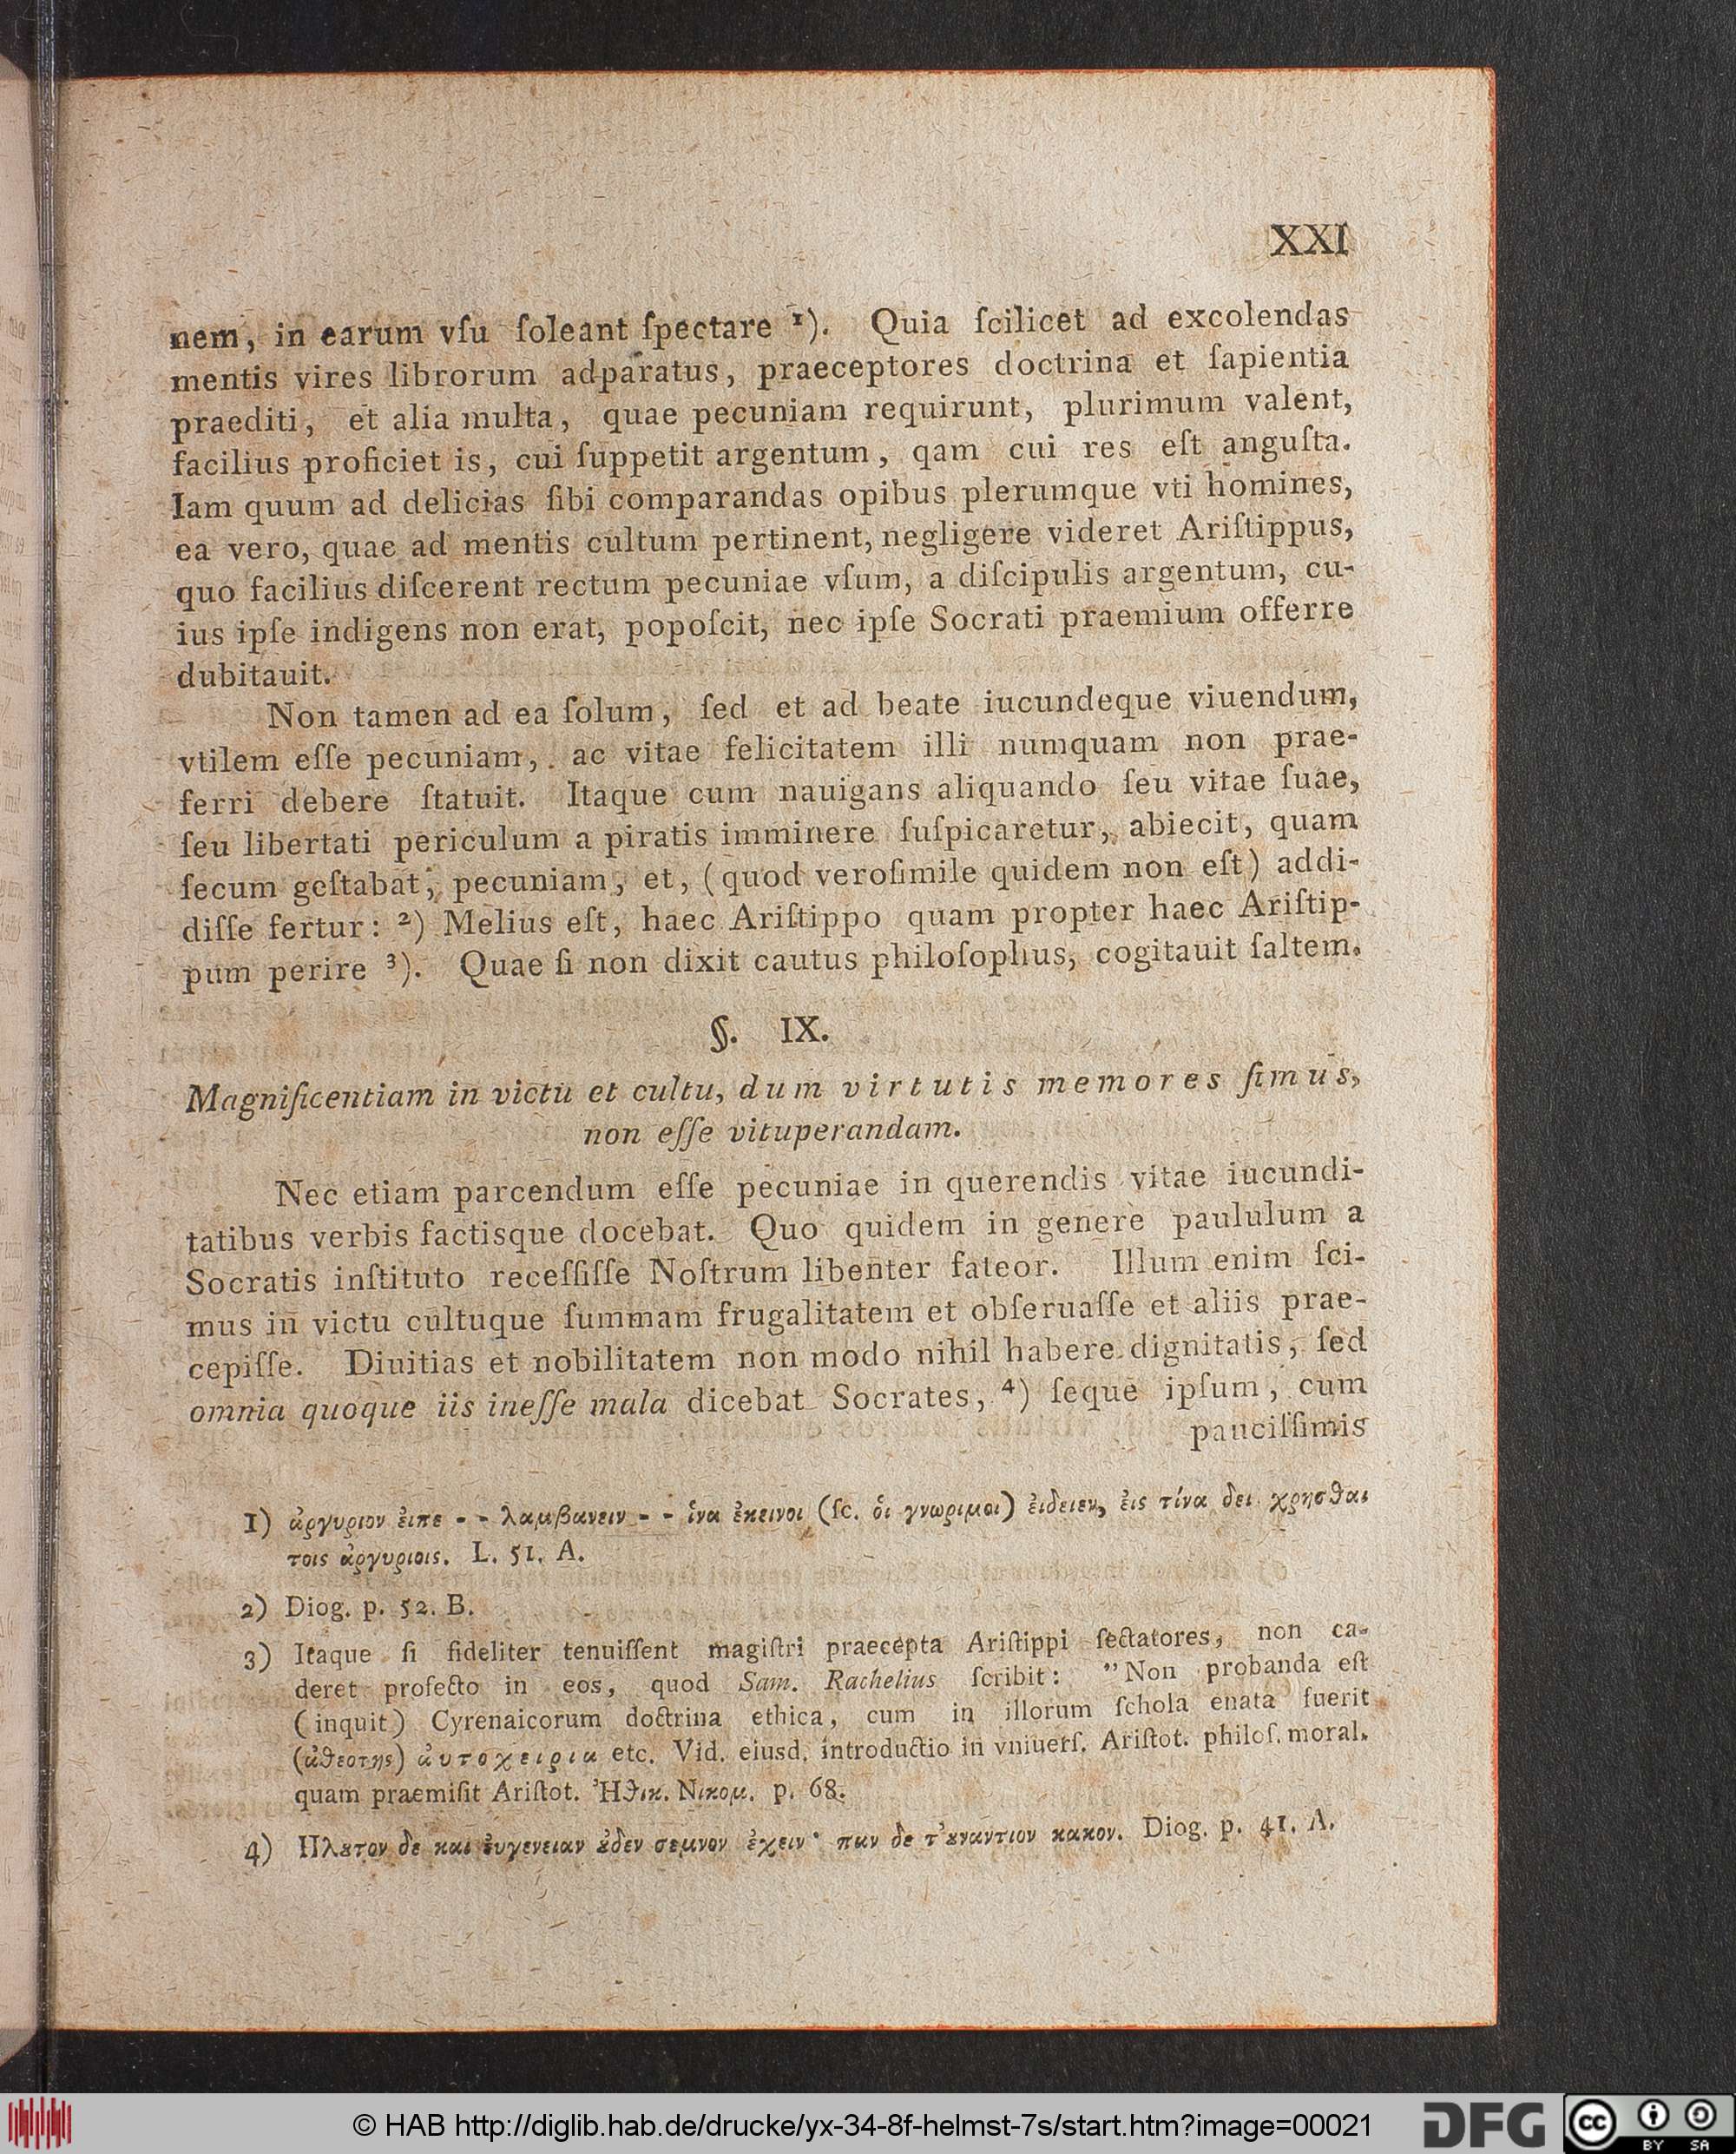 XXI
nem, in earum vſu ſoleant ſpectare ¹). Quia ſcilicet ad excolendas
mentis vires librorum adparatus, praeceptores doctrina et ſapientia
praediti, et alia multa, quae pecuniam requirunt, plurimum valent,
facilius proficiet is, cui ſuppetit argentum, qam cui res eſt anguſta.
Iam quum ad delicias ſibi comparandas opibus plerumque vti homines,
ea vero, quae ad mentis cultum pertinent, negligere videret Ariſtippus,
quo facilius diſcerent rectum pecuniae vſum, a diſcipulis argentum, cu-
ius ipſe indigens non erat, popoſcit, nec ipſe Socrati praemium offerre
dubitauit.
Non tamen ad ea ſolum, ſed et ad beate iucundeque viuendum,
vtilem eſſe pecuniam, ac vitae felicitatem illi numquam non prae-
ferri debere ſtatuit. Itaque cum nauigans aliquando ſeu vitae ſuae,
ſeu libertati periculum a piratis imminere ſuſpicaretur, abiecit, quam
ſecum geſtabat, pecuniam, et, (quod veroſimile quidem non eſt) addi-
diſſe fertur: ²) Melius eſt, haec Ariſtippo quam propter haec Ariſtip-
pum perire ³). Quae ſi non dixit cautus philoſophus, cogitauit ſaltem.
§. IX.
Magnificentiam in victu et cultu, dum virtutis memores ſimus,
non eſſe vituperandam.
Nec etiam parcendum eſſe pecuniae in querendis vitae iucundi-
tatibus verbis factisque docebat. Quo quidem in genere paululum a
Socratis inſtituto receſſiſſe Noſtrum libenter fateor. Illum enim ſci-
mus in victu cultuque ſummam frugalitatem et obſeruaſſe et aliis prae-
cepiſſe. Diuitias et nobilitatem non modo nihil habere dignitatis, ſed
omnia quoque iis ineſſe mala dicebat Socrates, ⁴) ſeque ipſum, cum
pauciſſimis
1) ἀργυριον ἐιπε - - λαμβανειν - - ἱνα ἐκεινοι (ſc. ὁι γνωριμοι) ἐιδειεν, ἐις τίνα δει χρησθαι
τοις ἀργυριοις. L. 51. A.
2) Diog. p. 52. B.
3) Itaque ſi fideliter tenuiſſent magiſtri praecepta Ariſtippi ſectatores, non ca-
deret profecto in eos, quod Sam. Rachelius ſcribit: "Non probanda eſt
(inquit) Cyrenaicorum doctrina ethica, cum in illorum ſchola enata fuerit
(ἀθεοτης) ἀυτοχειρια etc. Vid. eiusd. introductio in vniuerſ. Ariſtot. philoſ. moral.
quam praemiſit Ariſtot. Ἠθικ. Νικομ. p. 68.
4) Πλȣτον δε και ἐυγενειαν ȣδεν σεμνον ἐχειν· παν δε τ'ȣναντιον κακον. Diog. p. 41. A.
© HAB http://diglib.hab.de/drucke/yx-34-8f-helmst-7s/start.htm?image=00021
DFG
cc
BY SA